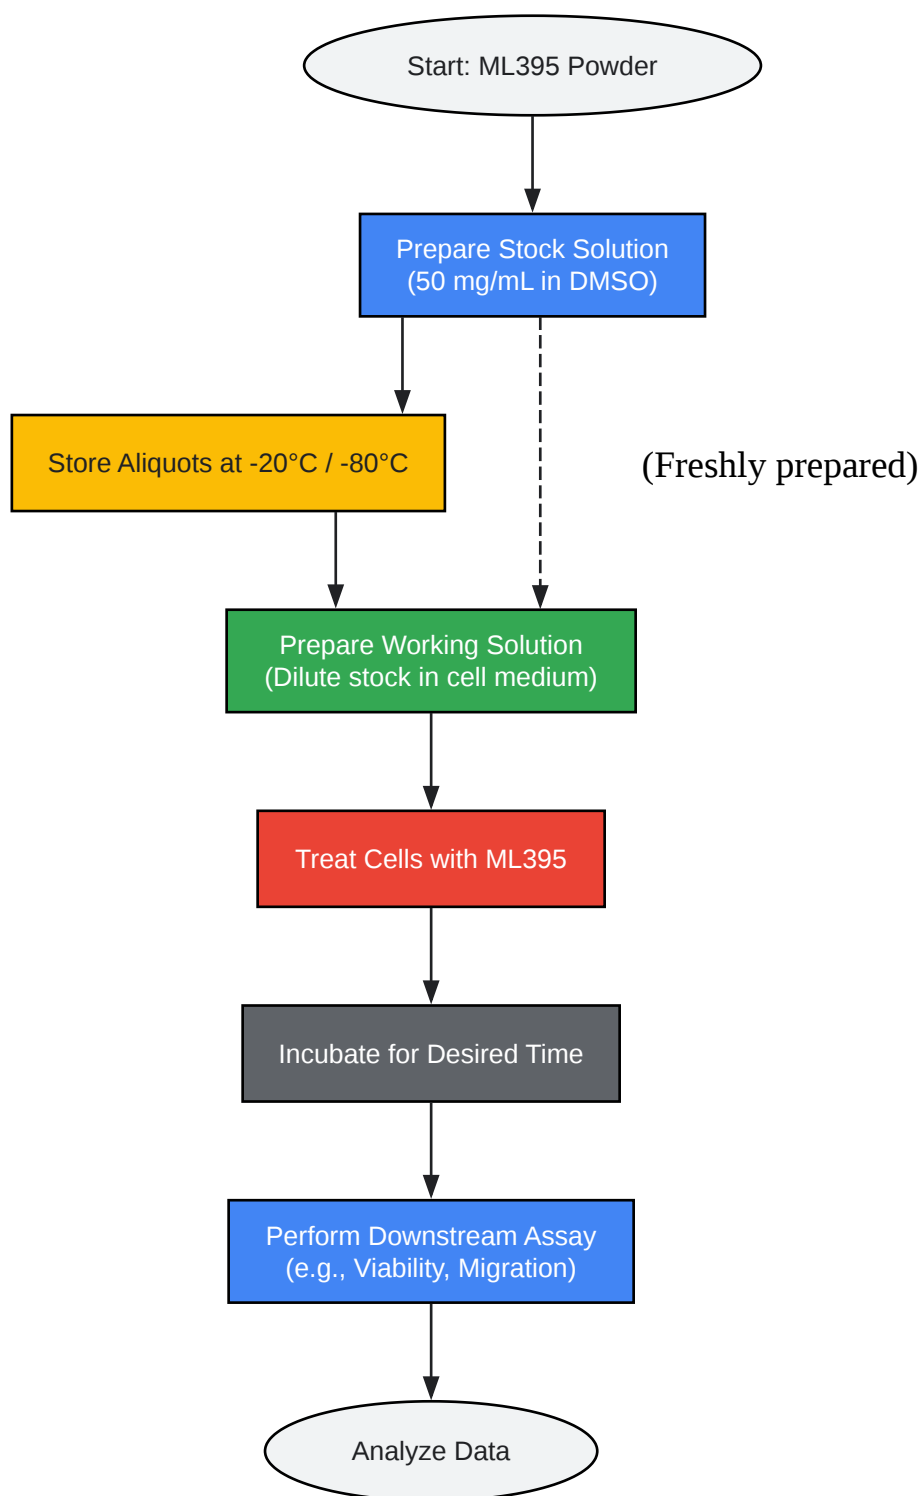 Start: ML395 Powder
Prepare Stock Solution
(50 mg/mL in DMSO)
Store Aliquots at -20°C / -80°C
(Freshly prepared)
Prepare Working Solution
(Dilute stock in cell medium)
Treat Cells with ML395
Incubate for Desired Time
Perform Downstream Assay
(e.g., Viability, Migration)
Analyze Data